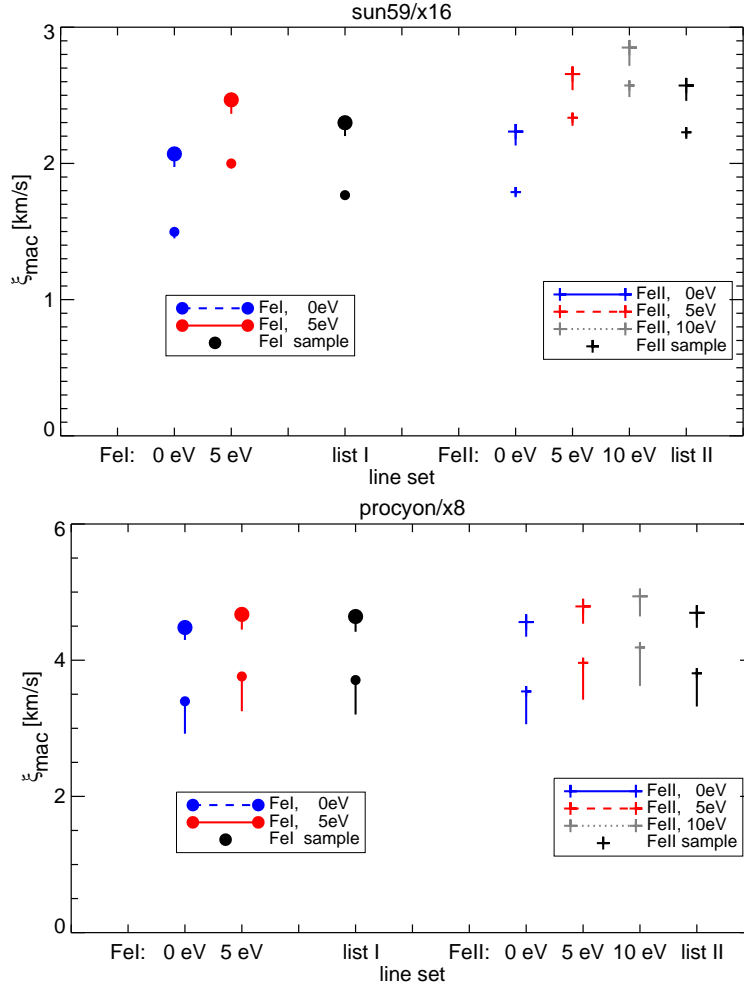 sun59/x16
3
2
1
0
ξmac [km/s]
FeI, 0eV
FeI, 5eV
FeI sample
FeII, 0eV
FeII, 5eV
FeII, 10eV
FeII sample
FeI: 0 eV 5 eV list I FeII: 0 eV 5 eV 10 eV list II
line set
procyon/x8
6
4
2
0
ξmac [km/s]
FeI, 0eV
FeI, 5eV
FeI sample
FeII, 0eV
FeII, 5eV
FeII, 10eV
FeII sample
FeI: 0 eV 5 eV list I FeII: 0 eV 5 eV 10 eV list II
line set